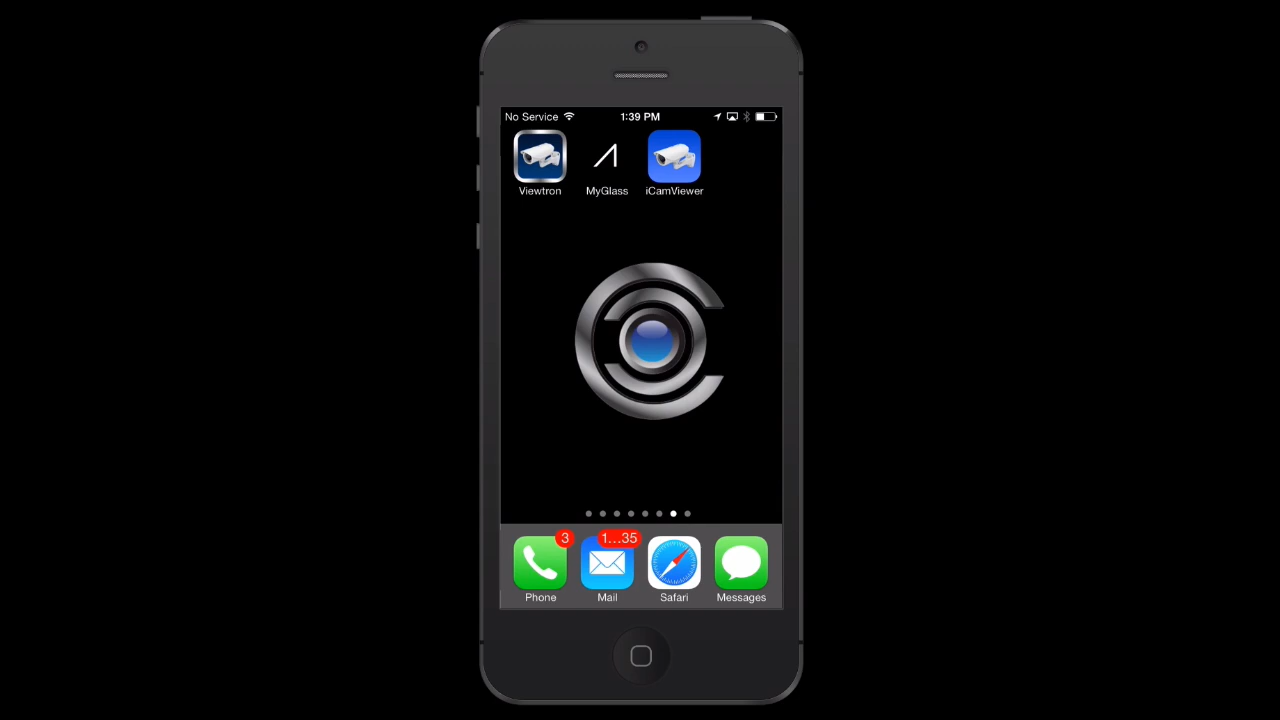 No Service 1:39 PM
Viewtron MyGlass iCamViewer
3 1...35
Phone Mail Safari Messages